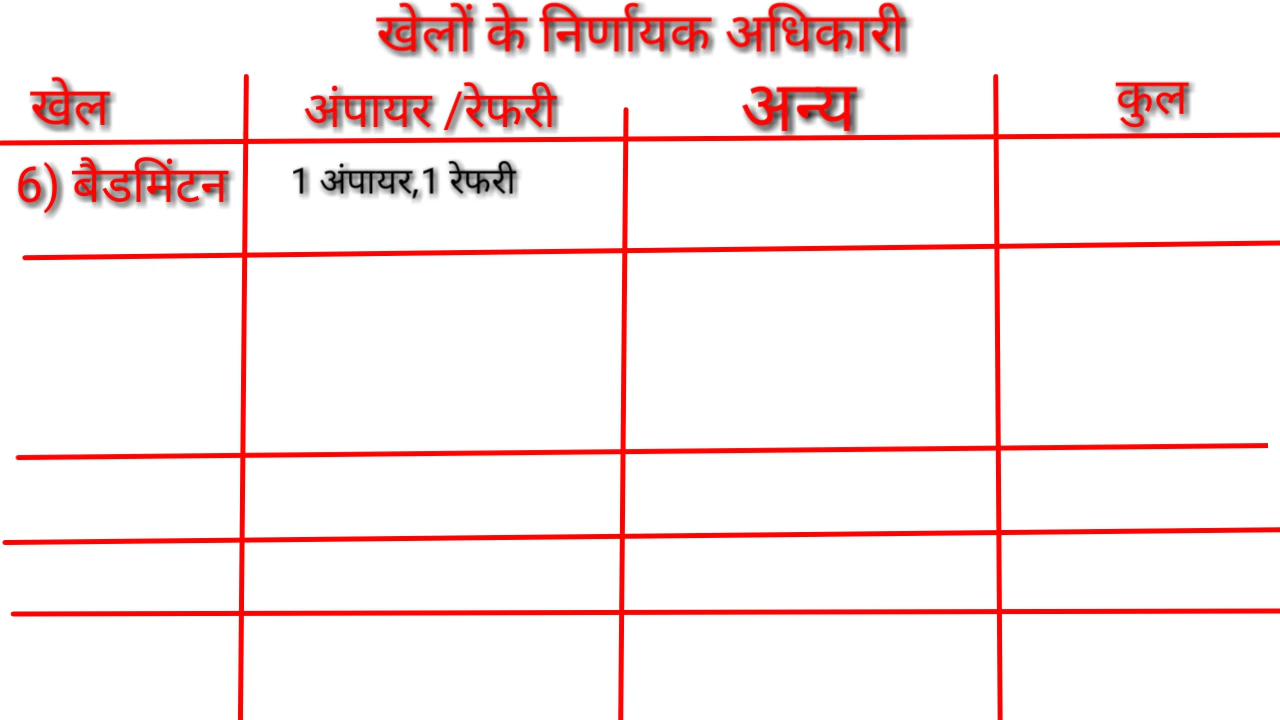 खेलों के निर्णायक अधिकारी
खेल अंपायर /रेफरी अन्य कुल
6) बैडमिंटन 1 अंपायर,1 रेफरी